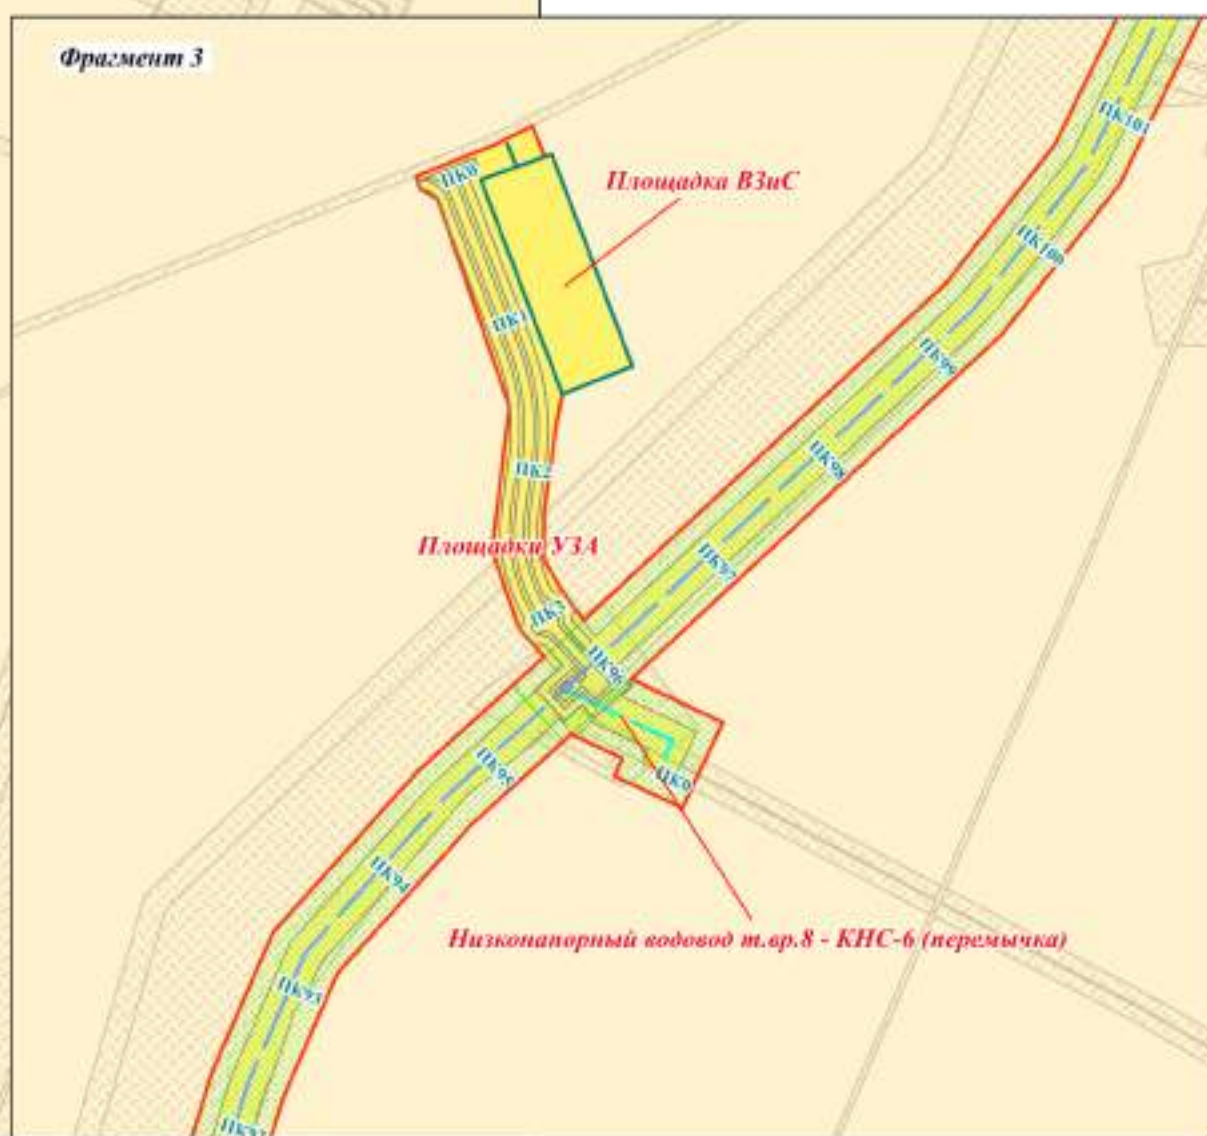 Фрагмент 3
ПК101
ПК0
Площадка ВЗиС
ПК100
ПК1
ПК99
ПК98
ПК2
Площадки УЗА
ПК97
ПК3
ПК96
ПК95
ПК0
ПК94
Низконапорный водовод т.вр.8 - КНС-6 (перемычка)
ПК93
ПК92